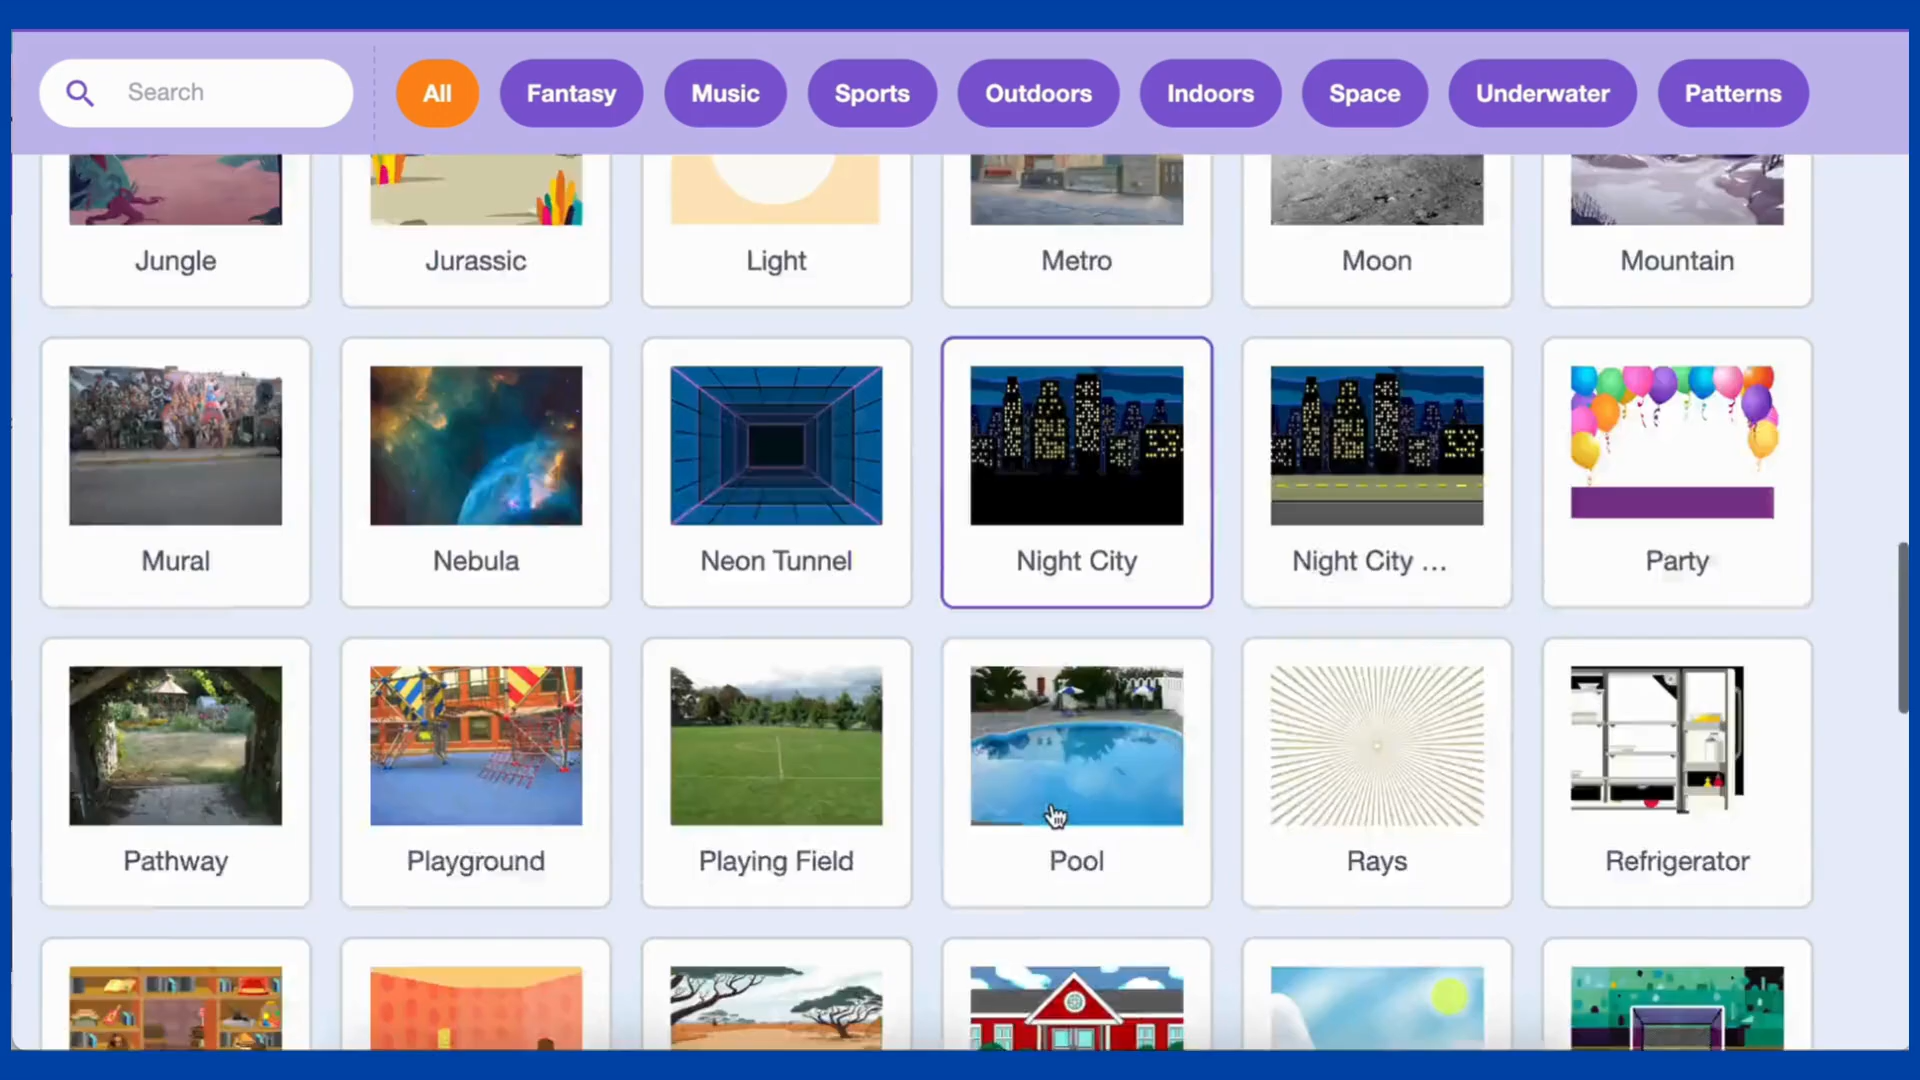 Search All Fantasy Music Sports Outdoors Indoors Space Underwater Patterns
Jungle Jurassic Light Metro Moon Mountain
Mural Nebula Neon Tunnel Night City Night City ... Party
Pathway Playground Playing Field Pool Rays Refrigerator